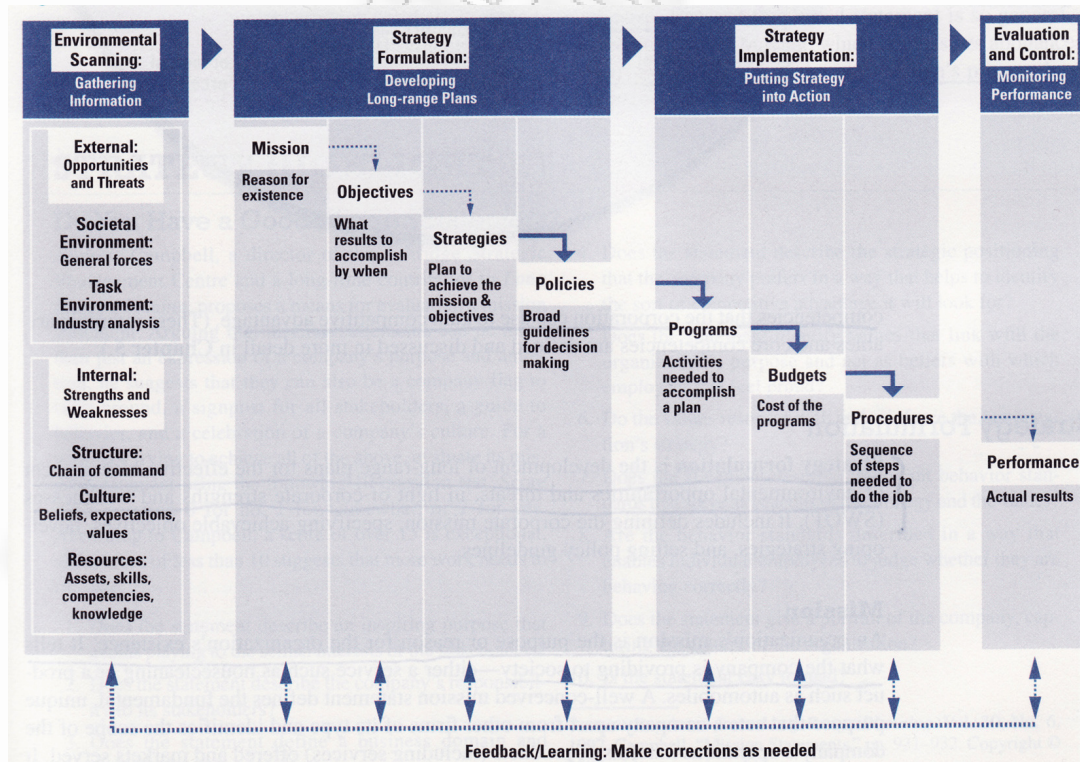 Environmental
Scanning:
Gathering
Information
External:
Opportunities
and Threats
Societal
Environment:
General forces
Task
Environment:
Industry analysis
Internal:
Strengths and
Weaknesses
Structure:
Chain of command
Culture:
Beliefs, expectations,
values
Resources:
Assets, skills,
competencies,
knowledge
Strategy
Formulation:
Developing
Long-range Plans
Mission
Reason for
existence
Objectives
What
results to
accomplish
by when
Strategies
Plan to
achieve the
mission &
objectives
Policies
Broad
guidelines
for decision
making
Strategy
Implementation:
Putting Strategy
into Action
Programs
Activities
needed to
accomplish
a plan
Budgets
Cost of the
programs
Procedures
Sequence
of steps
needed to
do the job
Evaluation
and Control:
Monitoring
Performance
Performance
Actual results
Feedback/Learning: Make corrections as needed